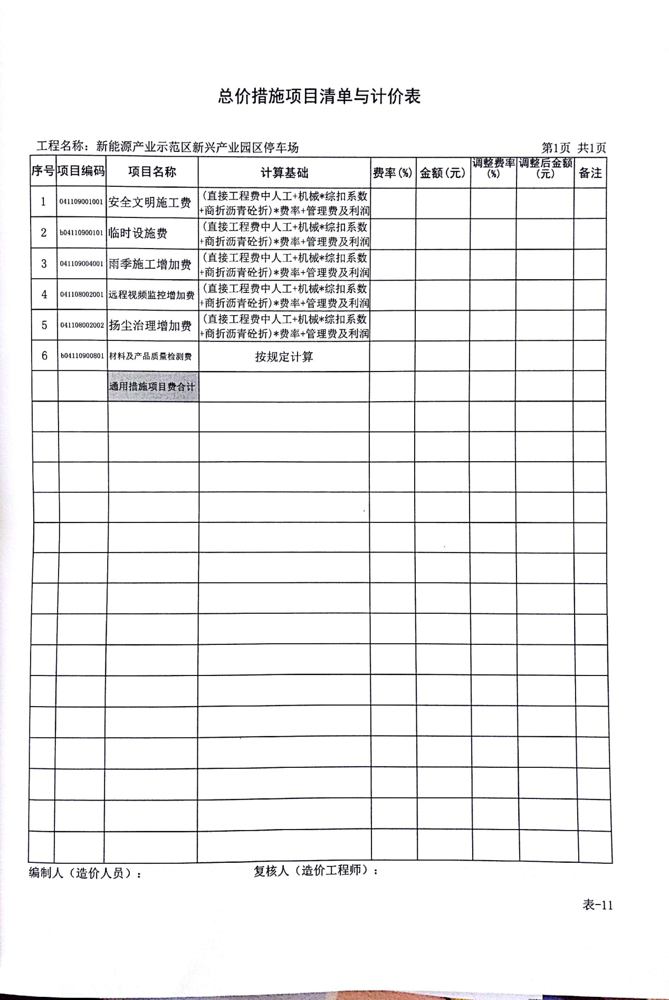 总价措施项目清单与计价表
工程名称：新能源产业示范区新兴产业园区停车场 第1页 共1页
序号 项目编码 项目名称 计算基础 费率(%) 金额(元) 调整费率(%) 调整后金额(元) 备注
1 041109001001 安全文明施工费 (直接工程费中人工+机械*综扣系数
+商折沥青砼折)*费率+管理费及利润
2 b04110900101 临时设施费 (直接工程费中人工+机械*综扣系数
+商折沥青砼折)*费率+管理费及利润
3 041109004001 雨季施工增加费 (直接工程费中人工+机械*综扣系数
+商折沥青砼折)*费率+管理费及利润
4 041108002001 远程视频监控增加费 (直接工程费中人工+机械*综扣系数
+商折沥青砼折)*费率+管理费及利润
5 041108002002 扬尘治理增加费 (直接工程费中人工+机械*综扣系数
+商折沥青砼折)*费率+管理费及利润
6 b04110900801 材料及产品质量检测费 按规定计算
通用措施项目费合计
编制人（造价人员）： 复核人（造价工程师）：
表-11